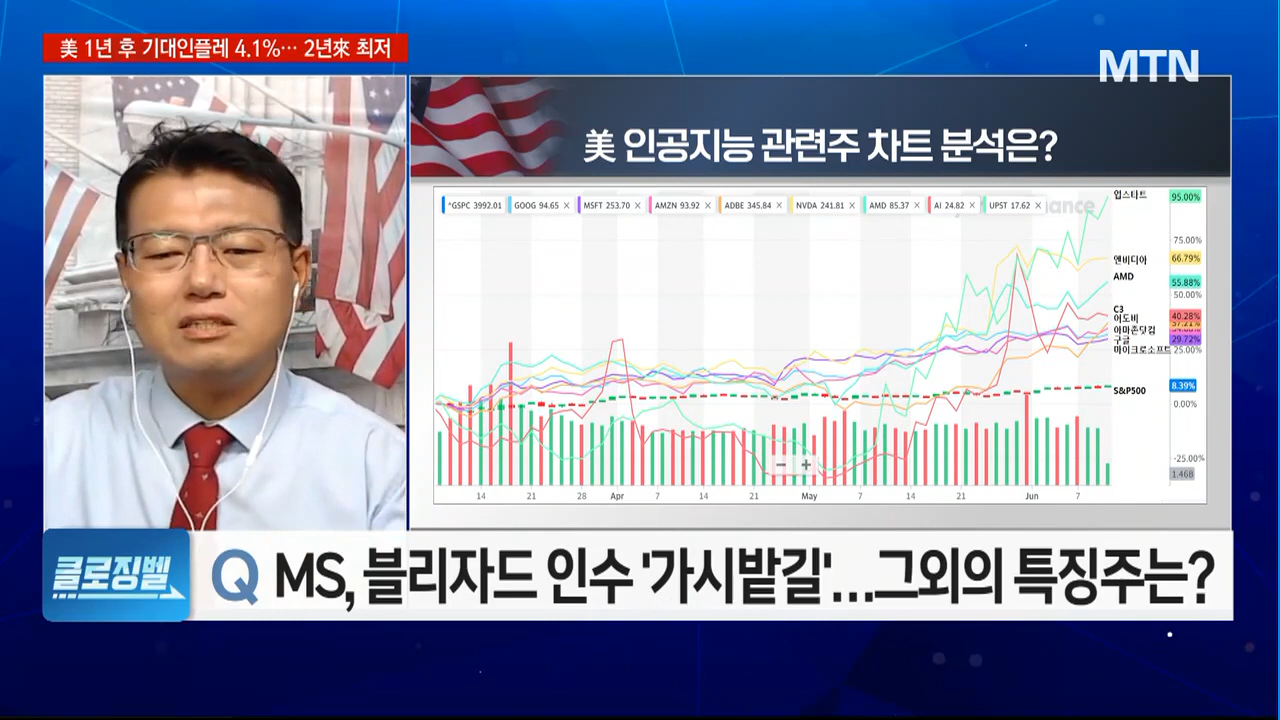 美 1년 후 기대인플레 4.1%… 2년來 최저
MTN
美 인공지능 관련주 차트 분석은?
^GSPC 3992.01 GOOG 94.65 × MSFT 253.70 × AMZN 93.92 × ADBE 345.84 × NVDA 241.81 × AMD 85.37 × AI 24.82 × UPST 17.62 ×
업스타트 95.00%
75.00%
엔비디아 66.79%
AMD 55.88%
50.00%
C3 40.28%
어도비 37.21%
아마존닷컴
구글 29.72%
마이크로소프트 25.00%
S&P500 8.39%
0.00%
-25.00%
1.468
− +
14 21 28 Apr 7 14 21 May 7 14 21 Jun 7
클로징벨
Q MS, 블리자드 인수 '가시밭길'…그외의 특징주는?